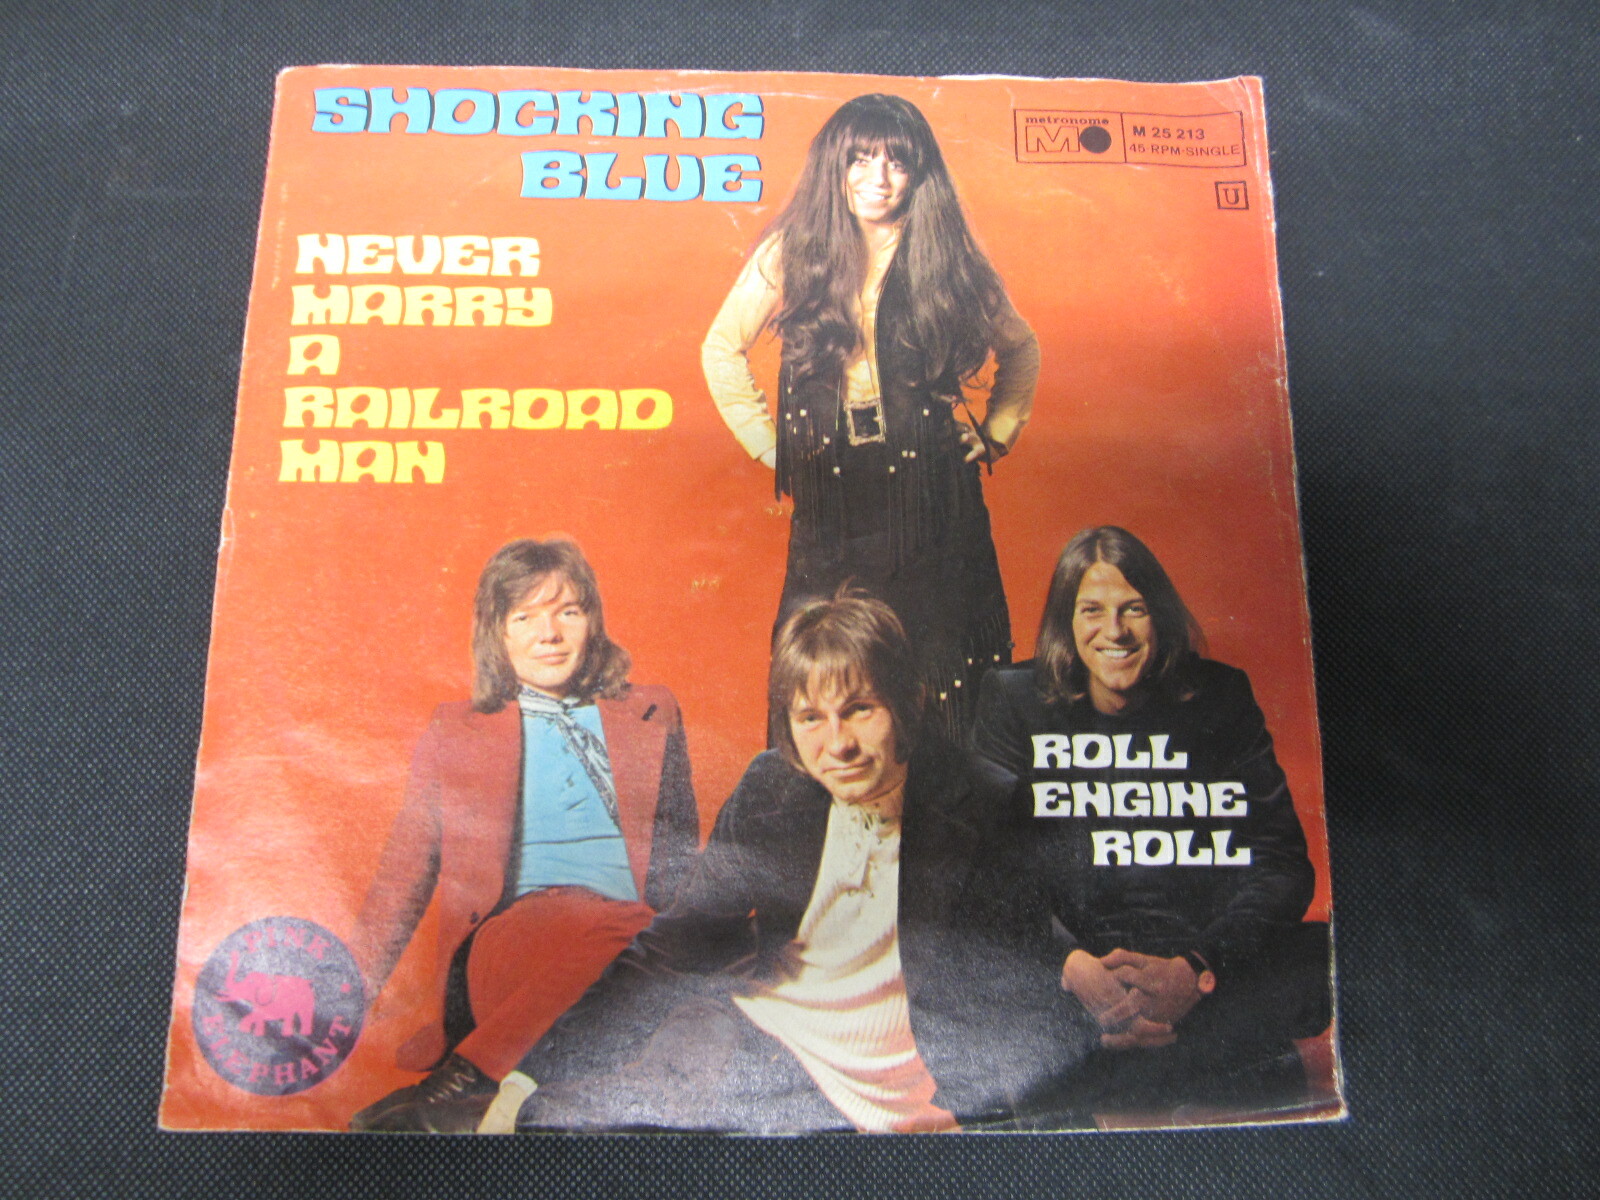 SHOCKING
BLUE
metronome
M 25 213
45 RPM-SINGLE
U
NEVER
MARRY
A
RAILROAD
MAN
ROLL
ENGINE
ROLL
PINK
ELEPHANT